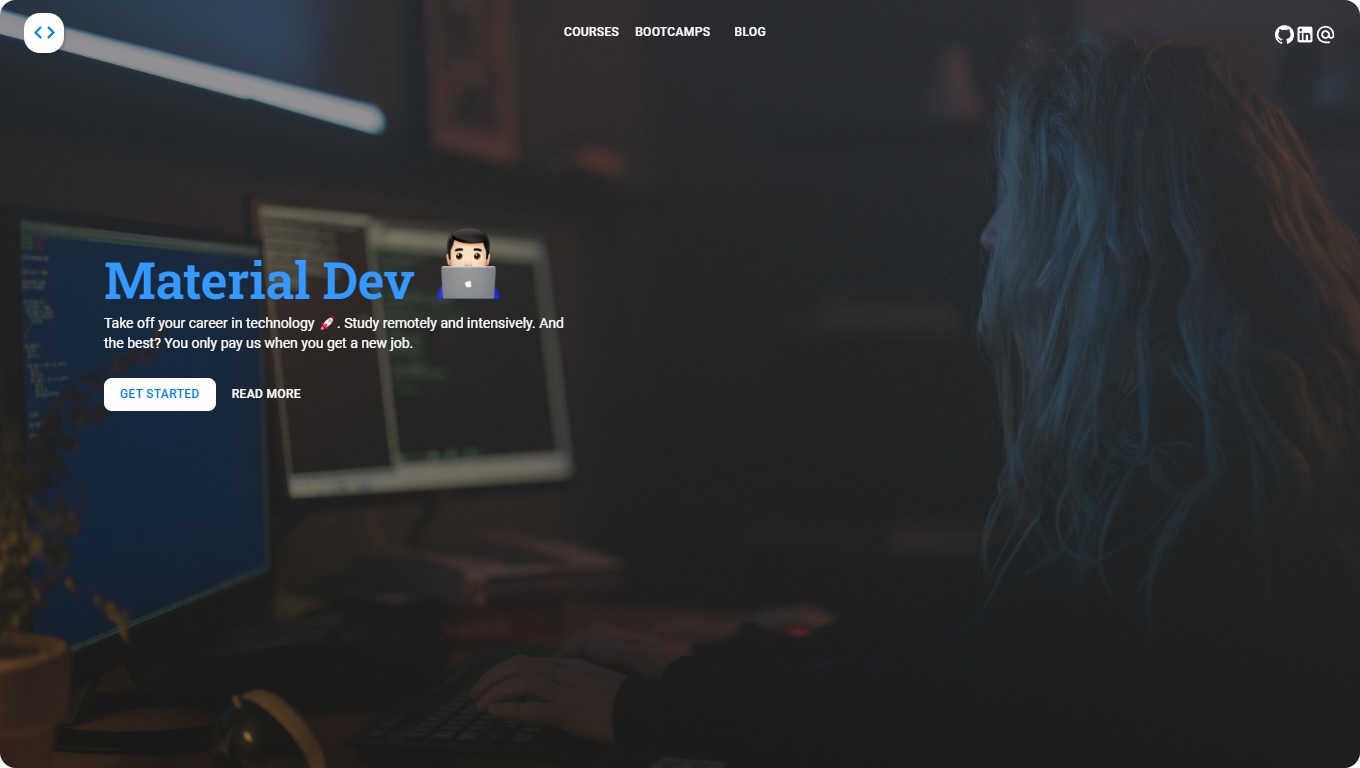 COURSES BOOTCAMPS BLOG
Material Dev 👨🏻‍💻
Take off your career in technology 🚀. Study remotely and intensively. And
the best? You only pay us when you get a new job.
GET STARTED READ MORE